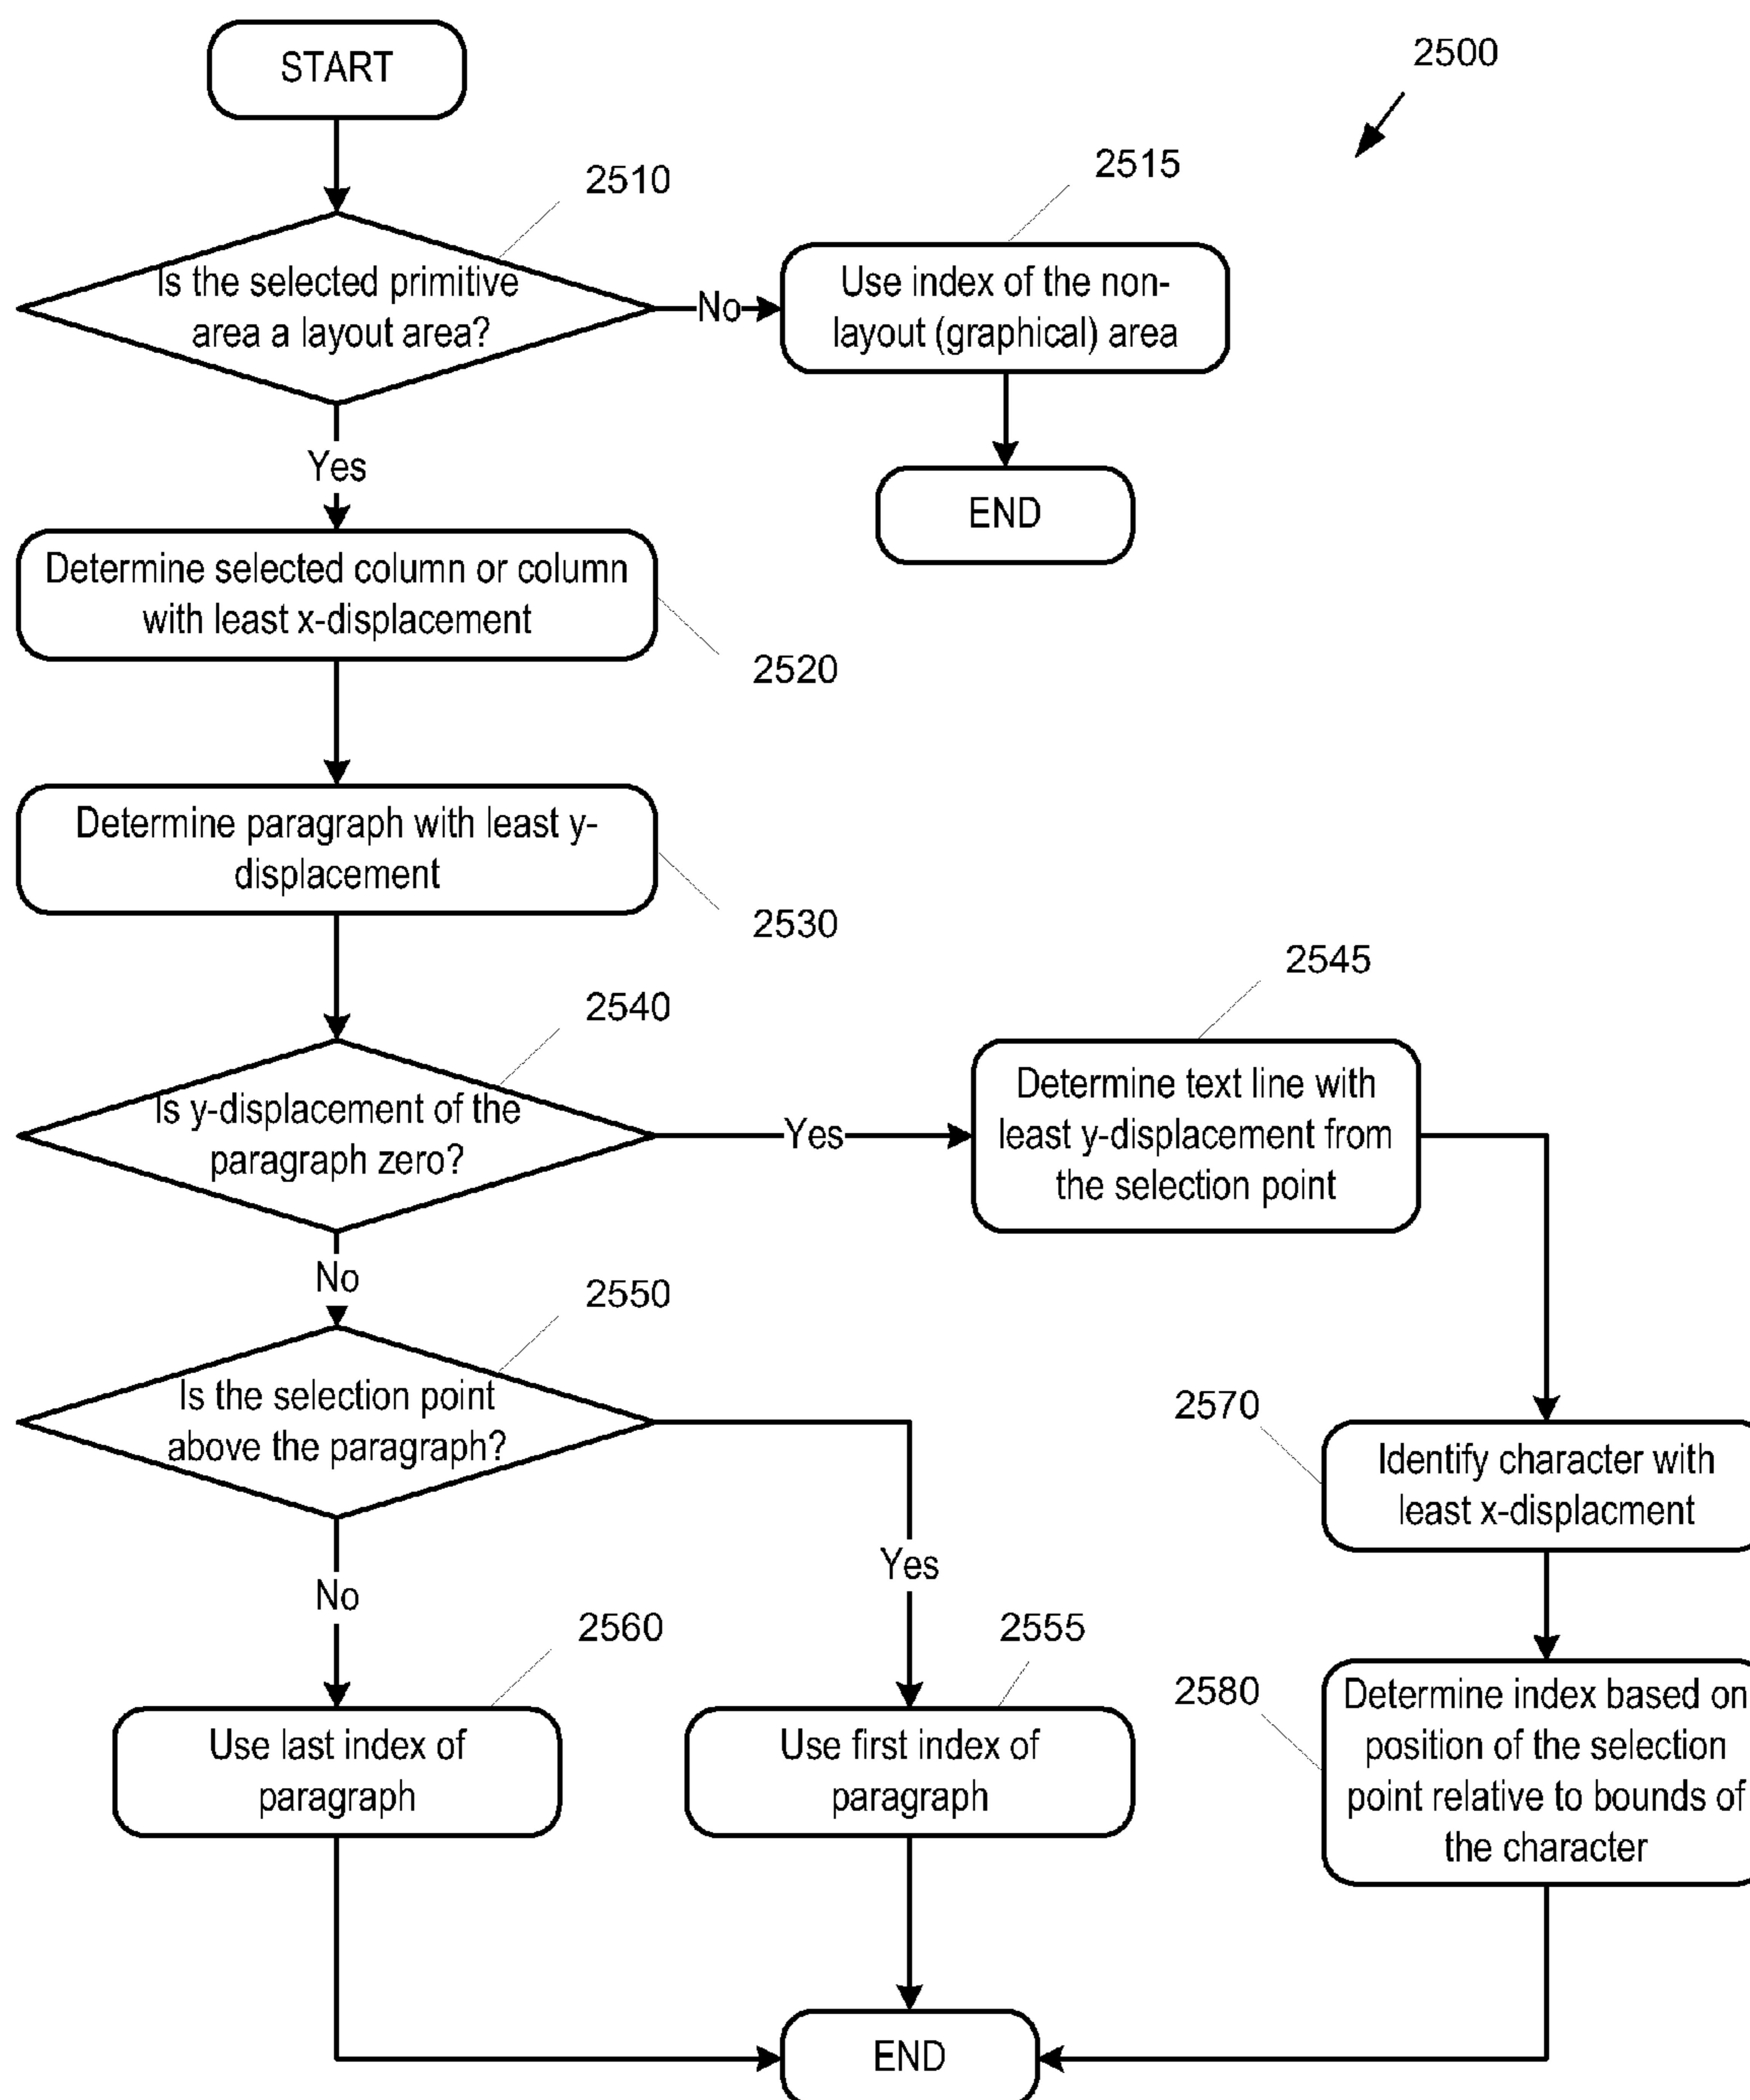 START
2500
2510
2515
Is the selected primitive
area a layout area?
No
Use index of the non-
layout (graphical) area
Yes
END
Determine selected column or column
with least x-displacement
2520
Determine paragraph with least y-
displacement
2530
2540
2545
Is y-displacement of the
paragraph zero?
Yes
Determine text line with
least y-displacement from
the selection point
No
2550
Is the selection point
above the paragraph?
2570
Identify character with
least x-displacment
Yes
No
2560
2555
2580
Use last index of
paragraph
Use first index of
paragraph
Determine index based on
position of the selection
point relative to bounds of
the character
END